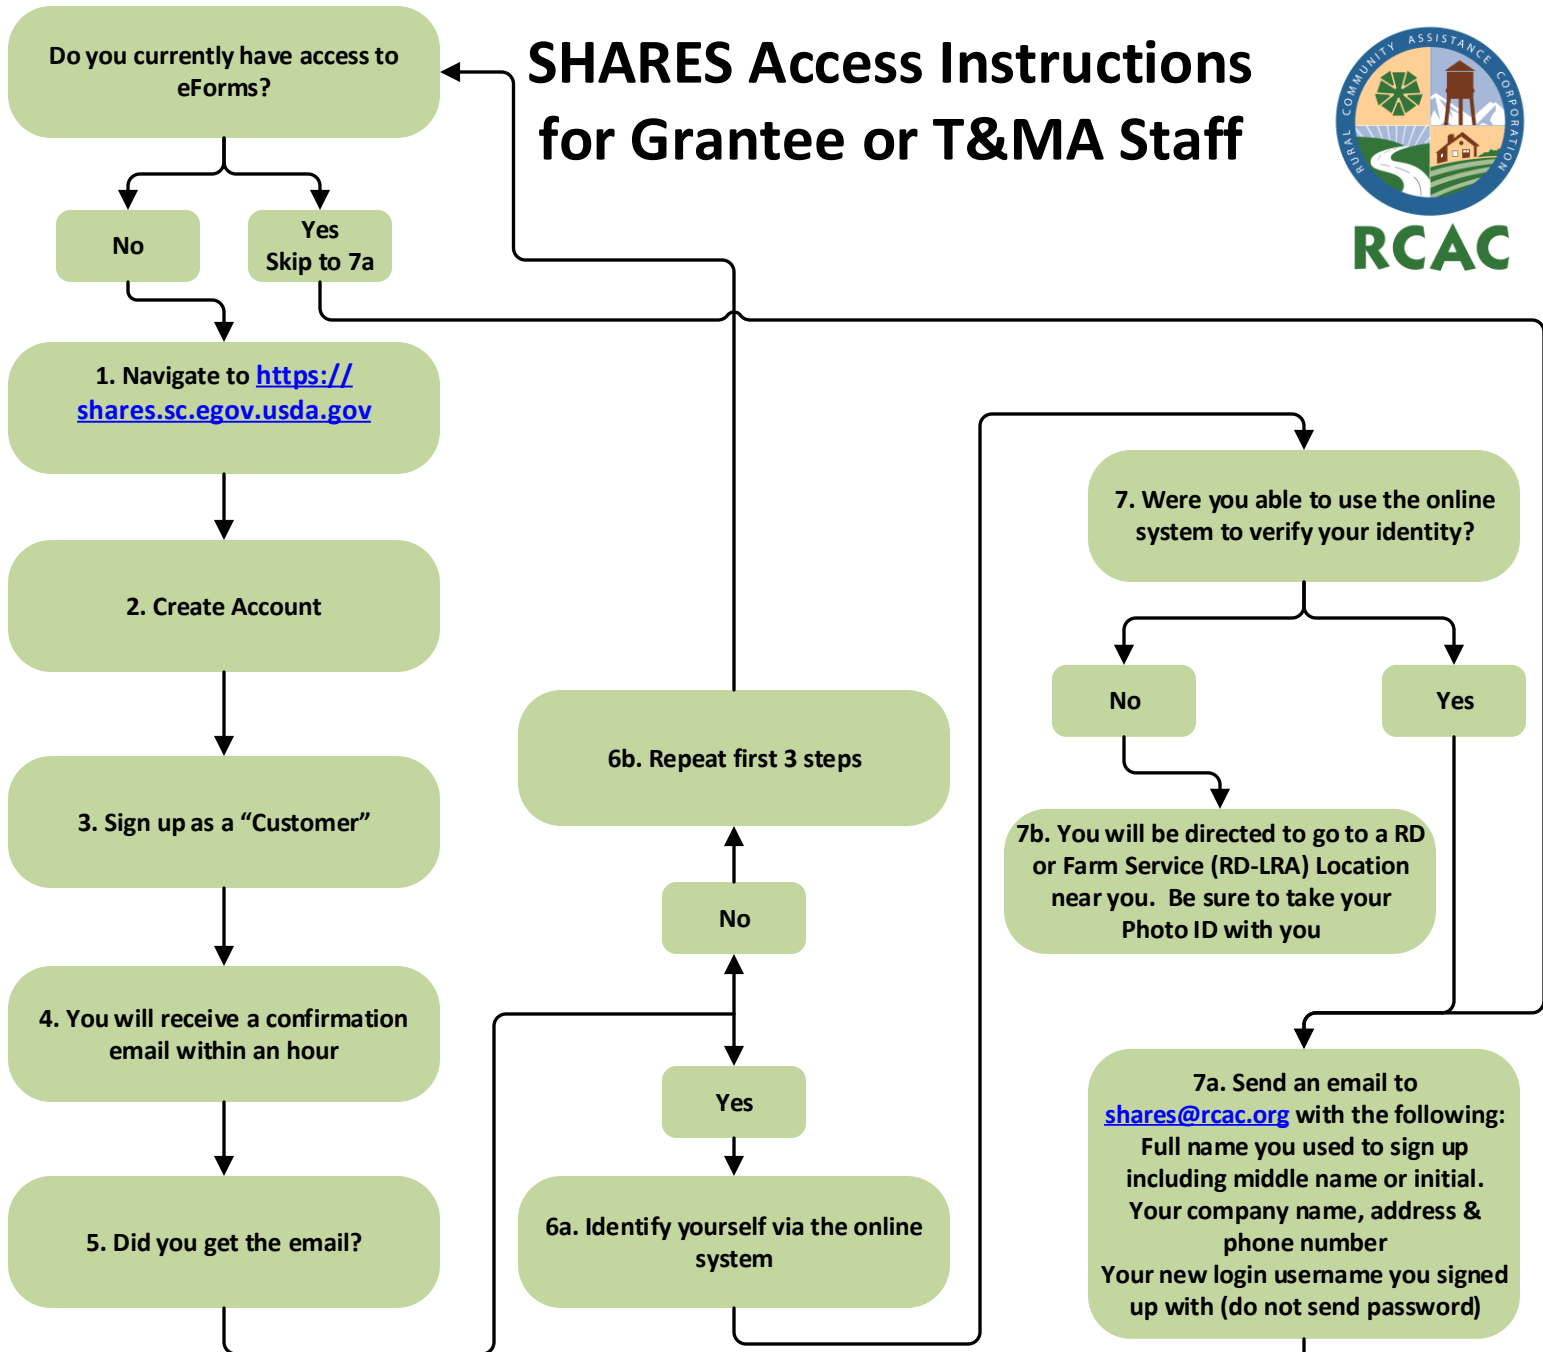 SHARES Access Instructions
for Grantee or T&MA Staff
RURAL COMMUNITY ASSISTANCE CORPORATION
RCAC
Do you currently have access to
eForms?
No
Yes
Skip to 7a
1. Navigate to https://
shares.sc.egov.usda.gov
2. Create Account
3. Sign up as a “Customer”
4. You will receive a confirmation
email within an hour
5. Did you get the email?
6b. Repeat first 3 steps
No
Yes
6a. Identify yourself via the online
system
7. Were you able to use the online
system to verify your identity?
No
Yes
7b. You will be directed to go to a RD
or Farm Service (RD-LRA) Location
near you.  Be sure to take your
Photo ID with you
7a. Send an email to
shares@rcac.org with the following:
Full name you used to sign up
including middle name or initial.
Your company name, address &
phone number
Your new login username you signed
up with (do not send password)